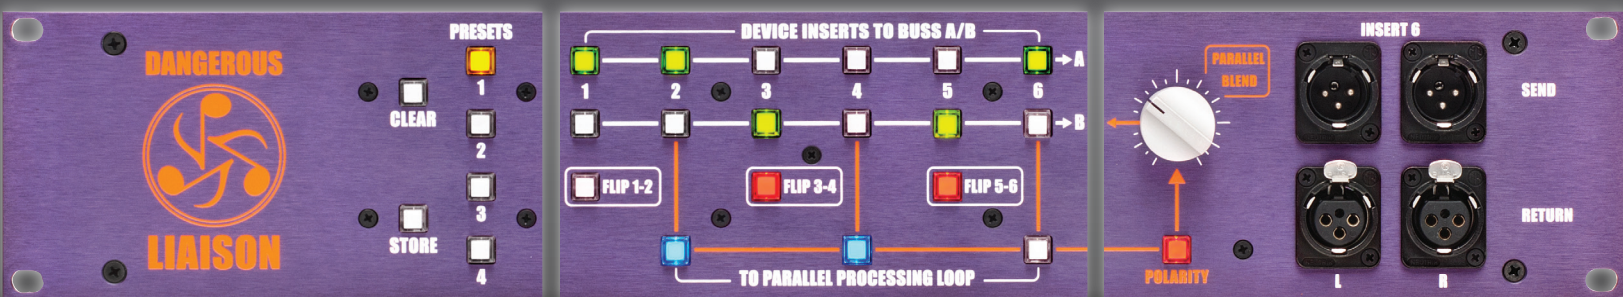 DANGEROUS
LIAISON
CLEAR
STORE
PRESETS
1
2
3
4
DEVICE INSERTS TO BUSS A/B
A
1 2 3 4 5 6
B
FLIP 1-2 FLIP 3-4 FLIP 5-6
TO PARALLEL PROCESSING LOOP
PARALLEL
BLEND
POLARITY
INSERT 6
SEND
RETURN
L R